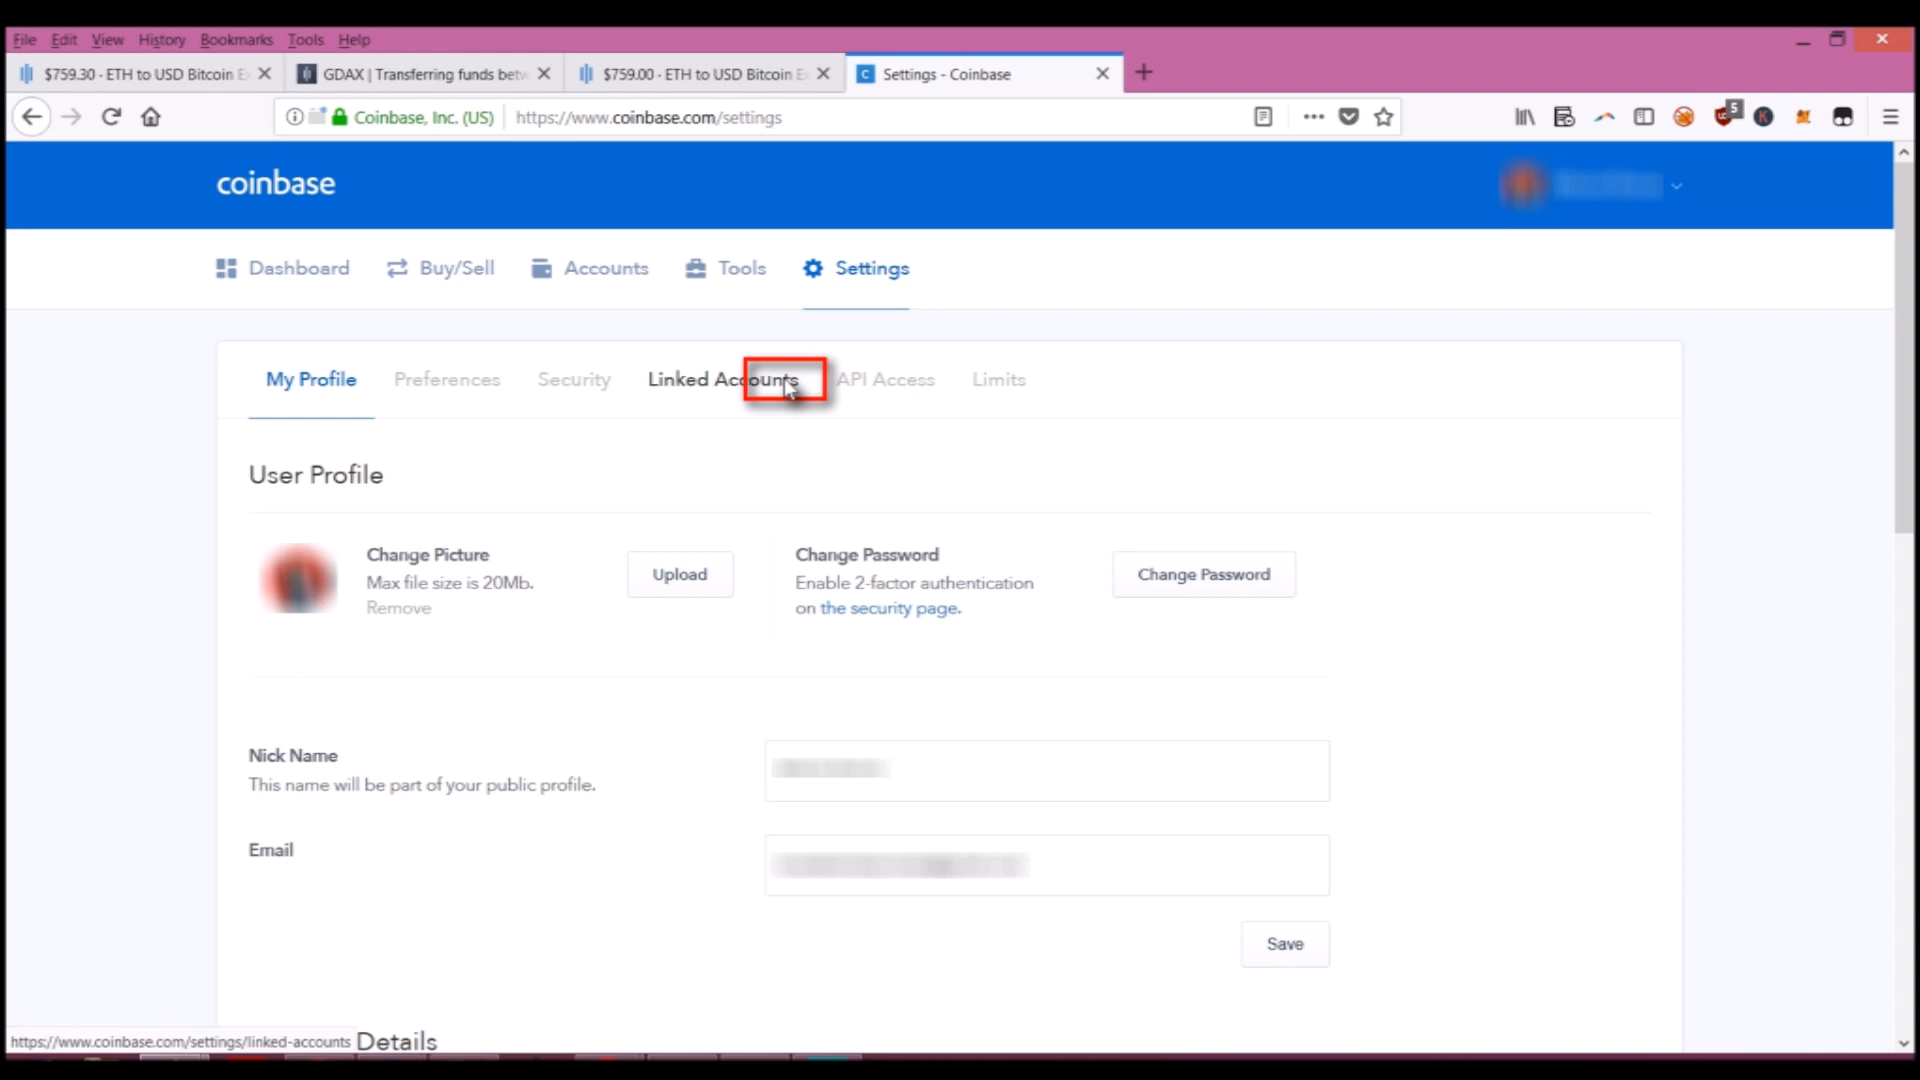 File Edit View History Bookmarks Tools Help
$759.30 - ETH to USD Bitcoin E GDAX | Transferring funds betw $759.00 - ETH to USD Bitcoin E Settings - Coinbase
Coinbase, Inc. (US) https://www.coinbase.com/settings 5
coinbase
Dashboard Buy/Sell Accounts Tools Settings
My Profile Preferences Security Linked Accounts API Access Limits
User Profile
Change Picture
Max file size is 20Mb.
Remove
Upload
Change Password
Enable 2-factor authentication
on the security page.
Change Password
Nick Name
This name will be part of your public profile.
Email
Save
https://www.coinbase.com/settings/linked-accounts Details